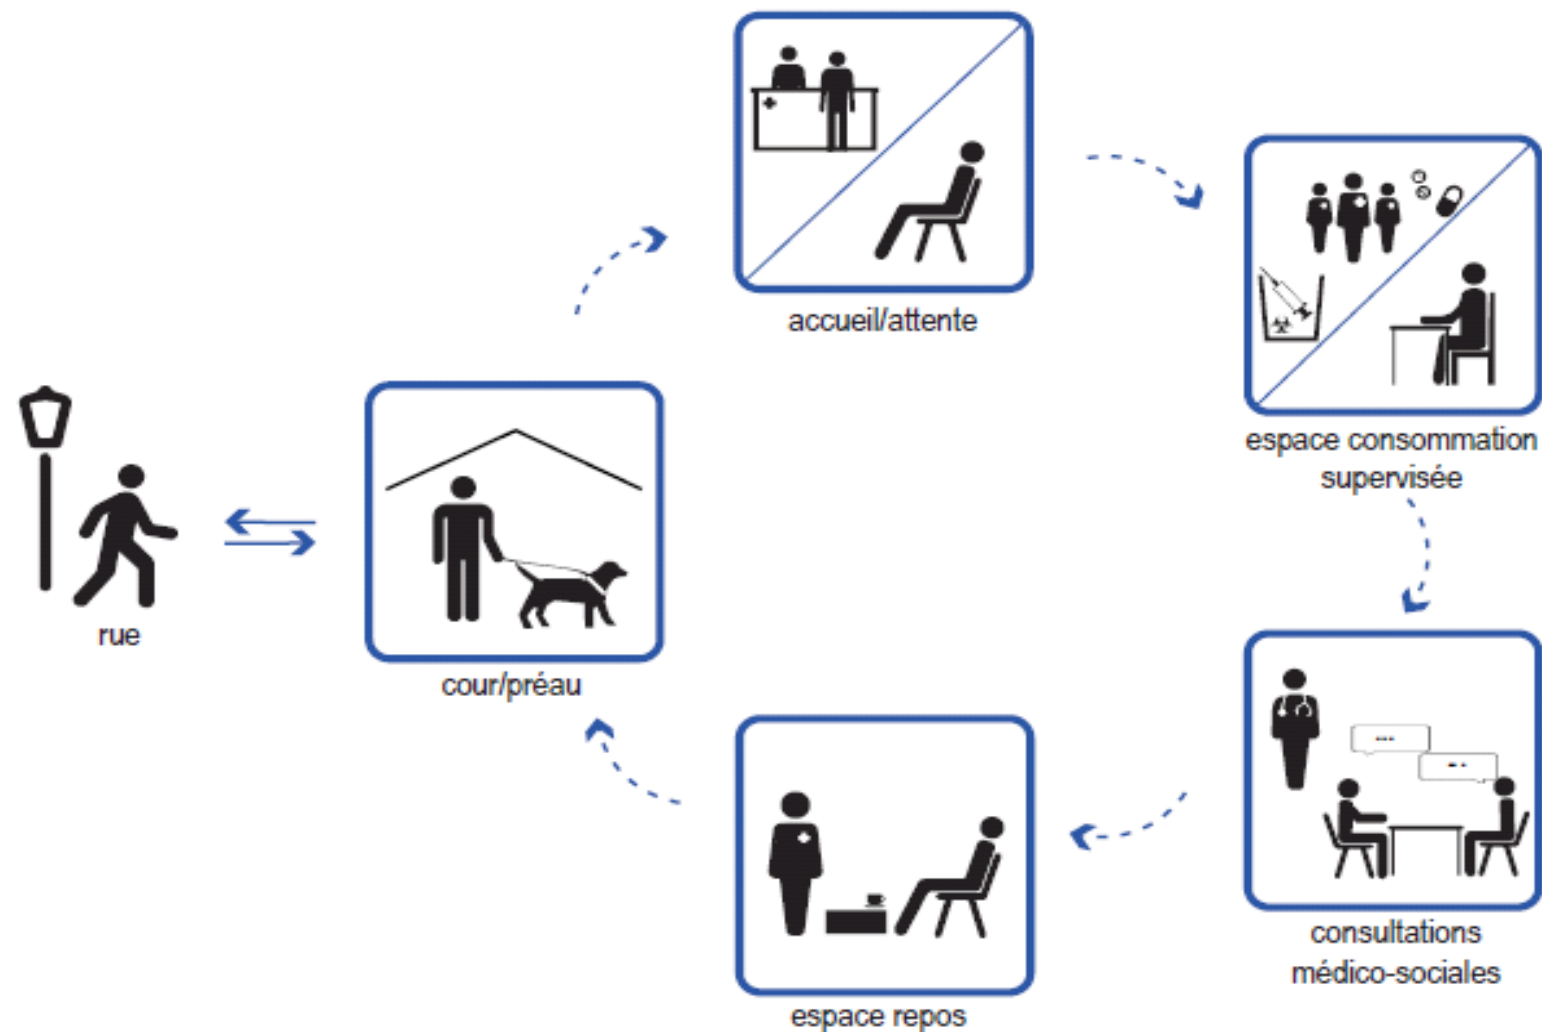 accueil/attente
espace consommation
supervisée
rue
cour/préau
consultations
médico-sociales
espace repos